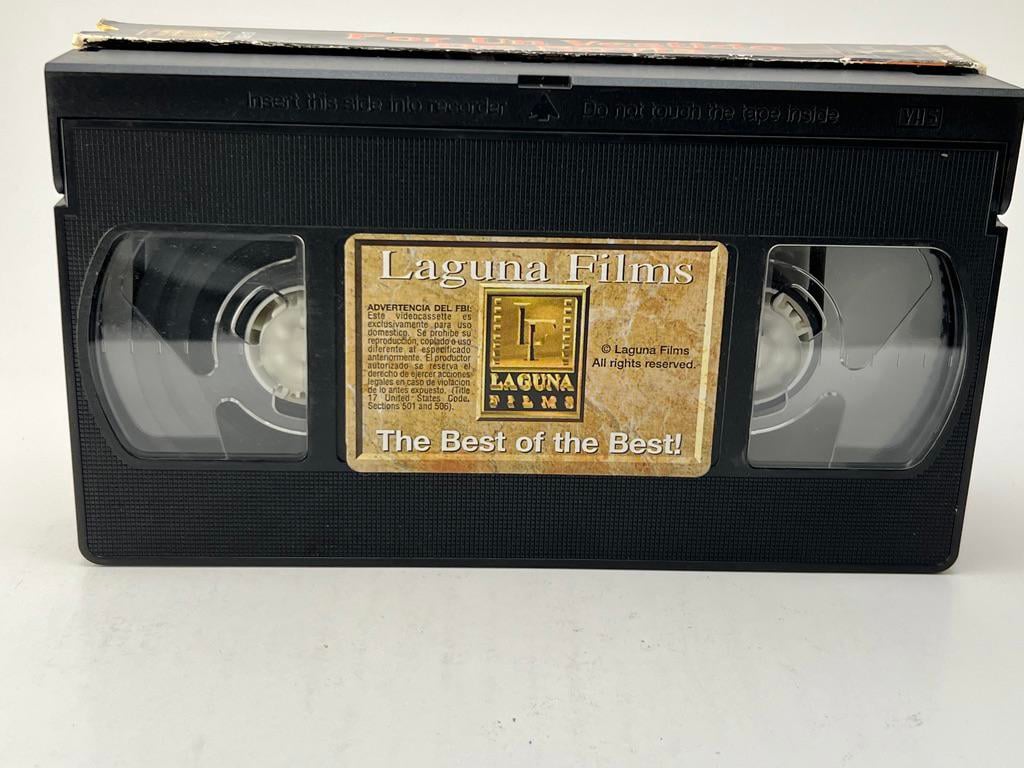 Insert this side into recorder
Do not touch the tape inside
VHS
Laguna Films
ADVERTENCIA DEL FBI:
Este videocassette es
exclusivamente para uso
domestico. Se prohibe su
reproducción, copiado o uso
diferente al especificado
anteriormente. El productor
autorizado se reserva el
derecho de ejercer acciones
legales en caso de violación
de lo antes expuesto. (Title
17 United States Code,
Sections 501 and 506).
LF
LAGUNA
FILMS
© Laguna Films
All rights reserved.
The Best of the Best!